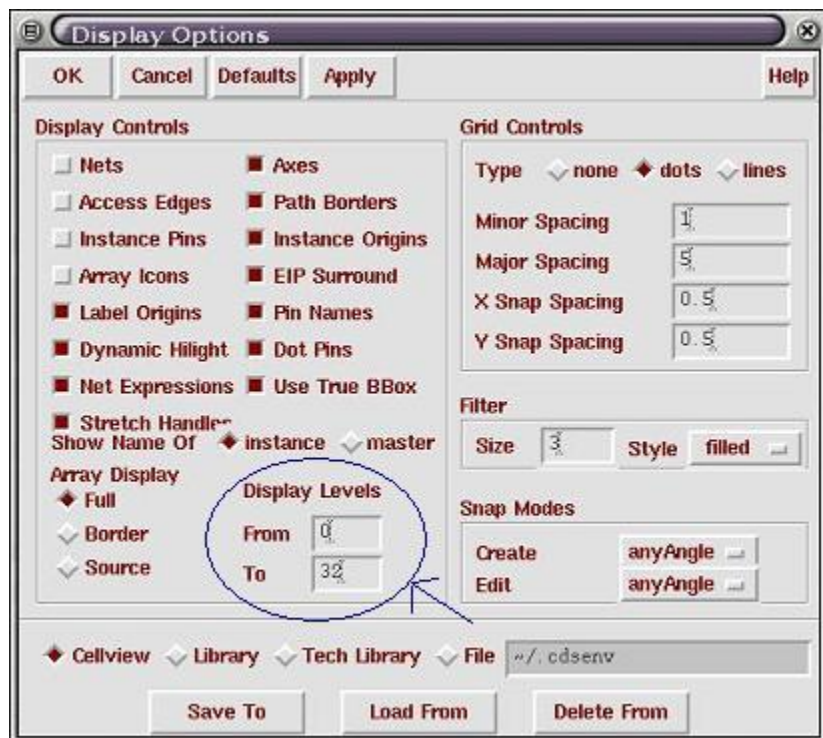 Display Options
OK Cancel Defaults Apply Help
Display Controls
Nets Axes
Access Edges Path Borders
Instance Pins Instance Origins
Array Icons EIP Surround
Label Origins Pin Names
Dynamic Hilight Dot Pins
Net Expressions Use True BBox
Stretch Handles
Show Name Of instance master
Array Display
Full
Border
Source
Display Levels
From 0
To 32
Grid Controls
Type none dots lines
Minor Spacing 1
Major Spacing 5
X Snap Spacing 0.5
Y Snap Spacing 0.5
Filter
Size 3 Style filled
Snap Modes
Create anyAngle
Edit anyAngle
Cellview Library Tech Library File ~/.cdsenv
Save To Load From Delete From